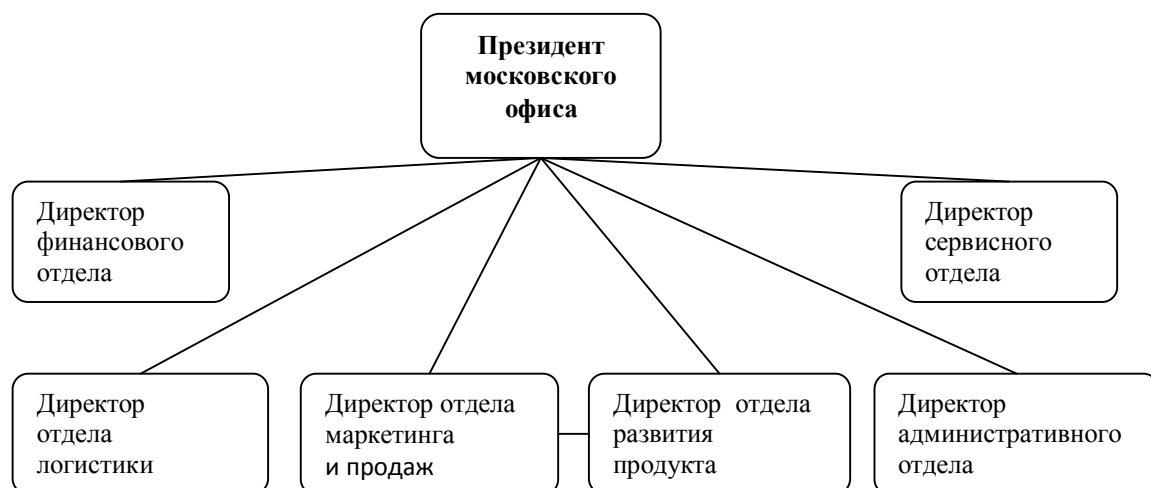 Президент
московского
офиса
Директор
финансового
отдела
Директор
сервисного
отдела
Директор
отдела
логистики
Директор отдела
маркетинга
и продаж
Директор отдела
развития
продукта
Директор
административного
отдела